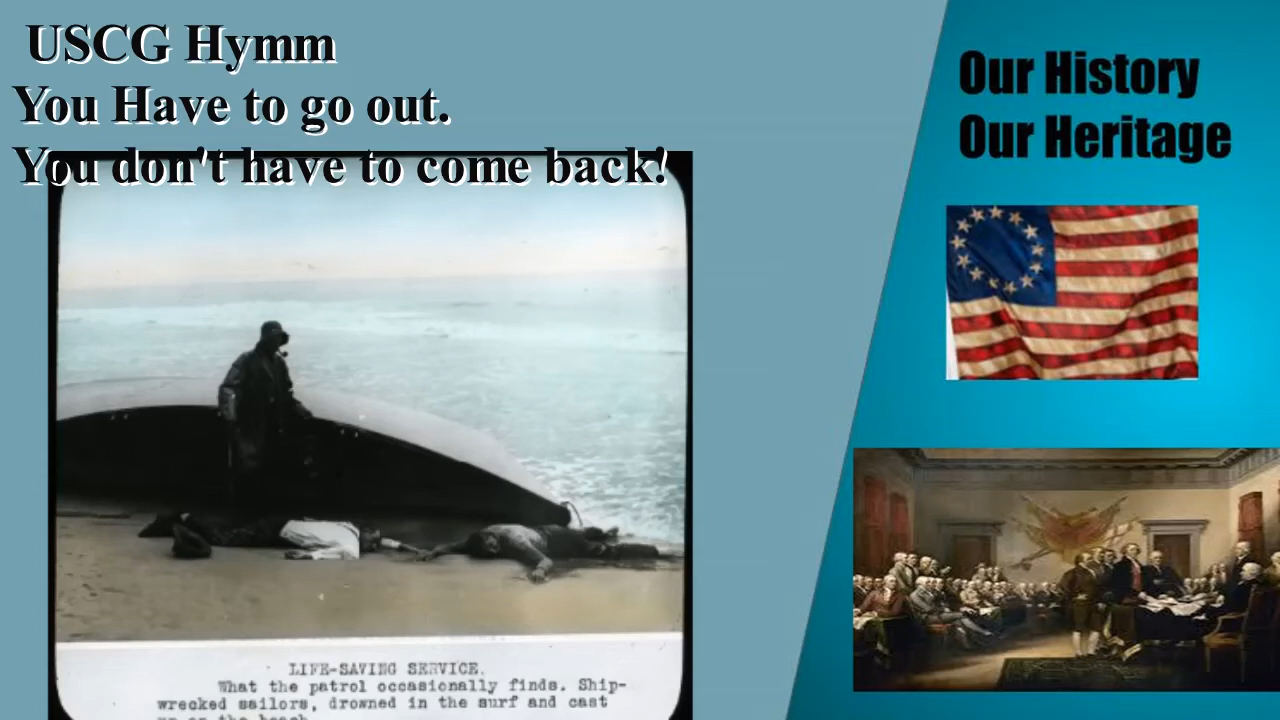 USCG Hymm
You Have to go out.
You don't have to come back!
Our History
Our Heritage
LIFE-SAVING SERVICE.
What the patrol occasionally finds. Ship-
wrecked sailors, drowned in the surf and cast
up on the beach.